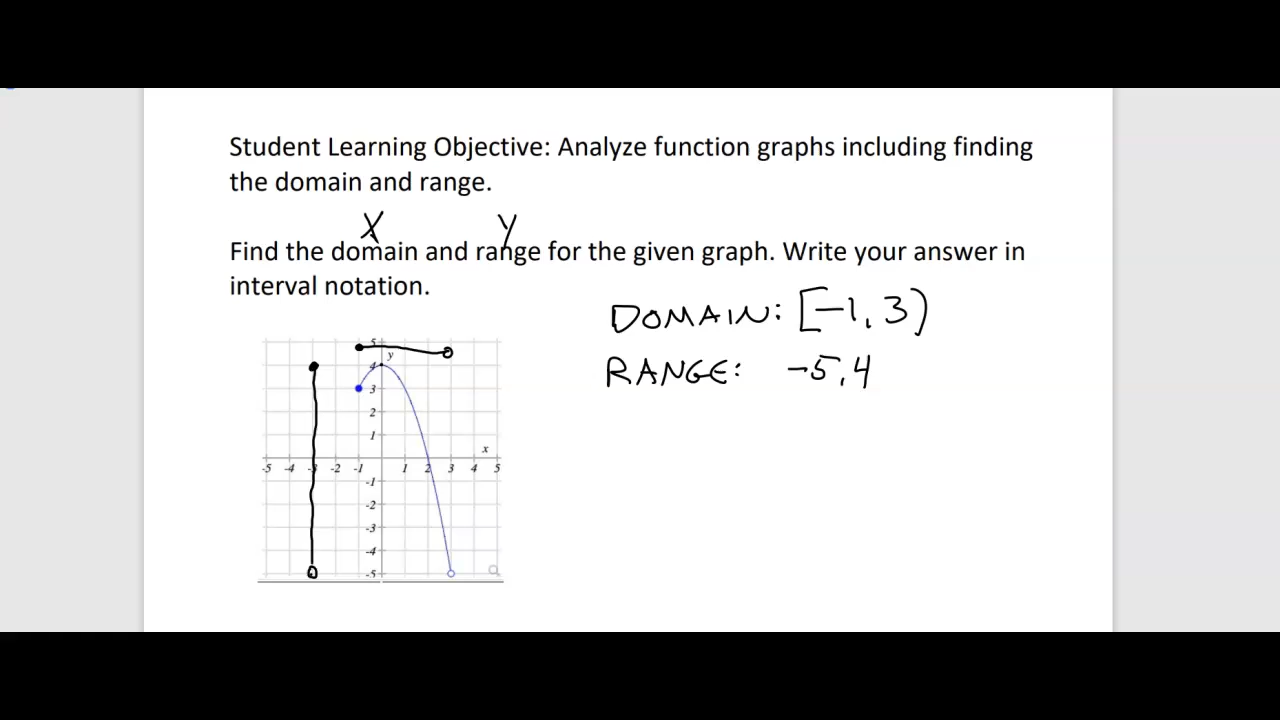 Student Learning Objective: Analyze function graphs including finding
the domain and range.
X Y
Find the domain and range for the given graph. Write your answer in
interval notation.
DOMAIN: [-1, 3)
RANGE: -5, 4
5
y
4
3
2
1
x
-5 -4 -3 -2 -1 1 2 3 4 5
-1
-2
-3
-4
-5